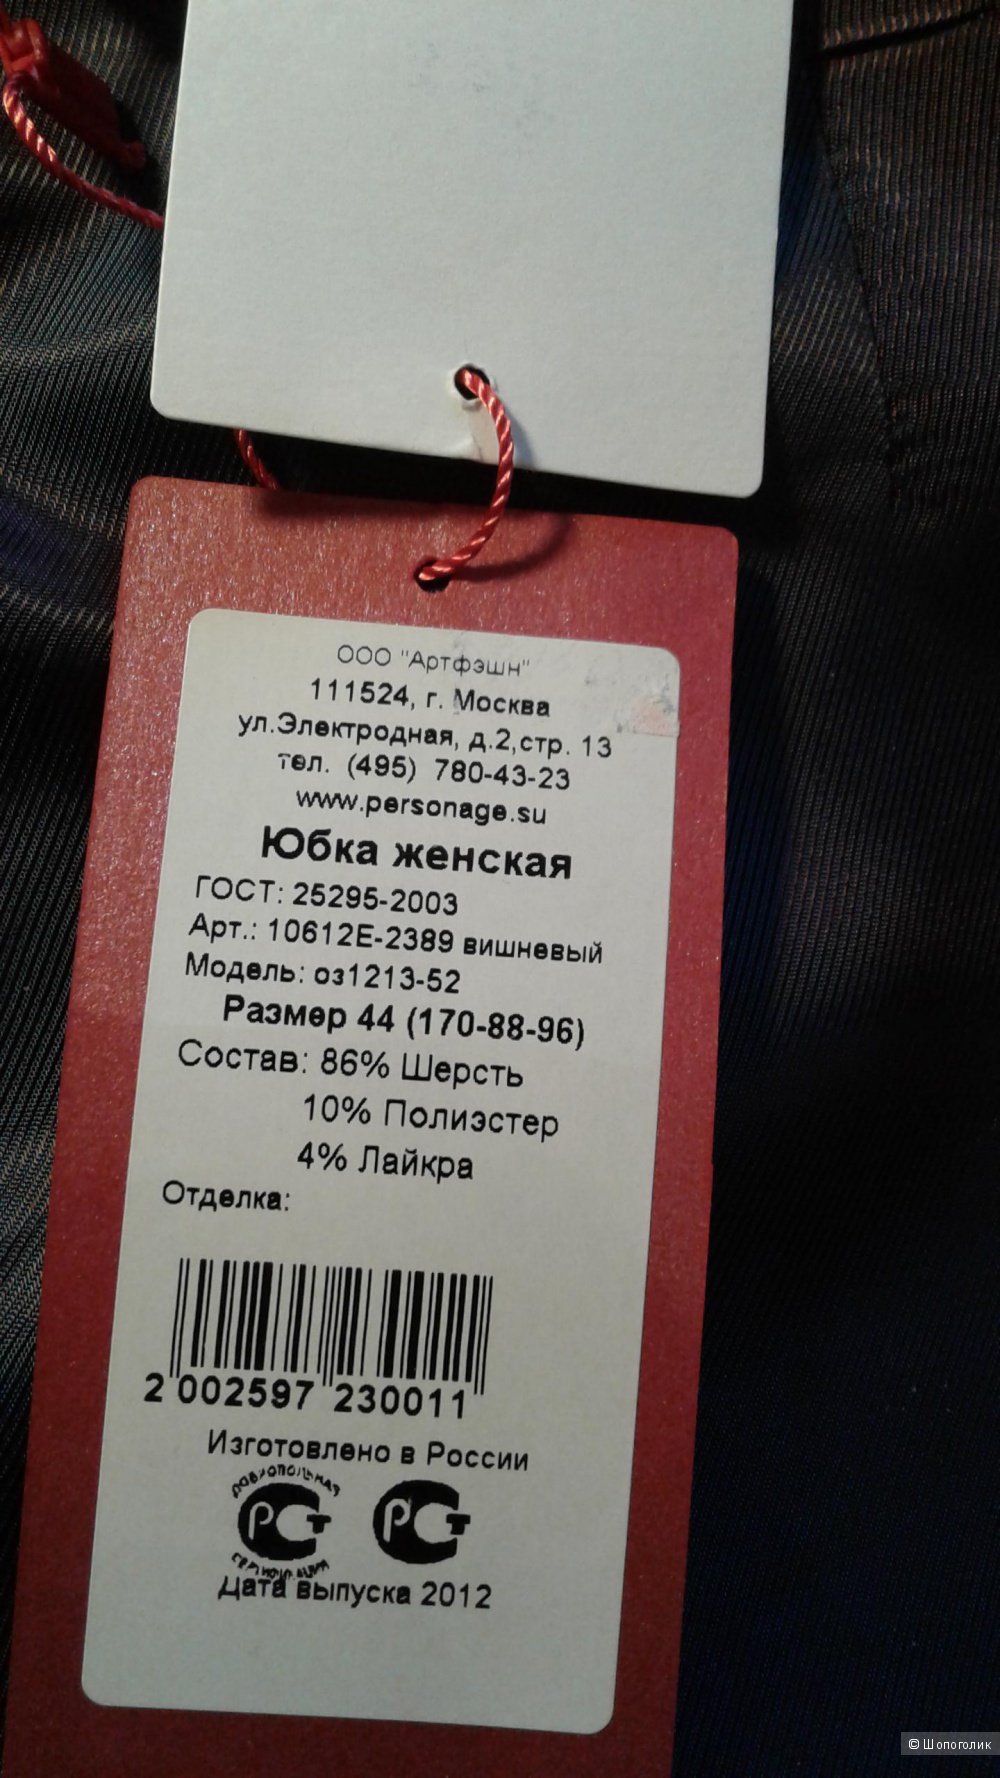 ООО "Артфэшн"
111524, г. Москва
ул.Электродная, д.2,стр. 13
тел. (495) 780-43-23
www.personage.su
Юбка женская
ГОСТ: 25295-2003
Арт.: 10612Е-2389 вишневый
Модель: оз1213-52
Размер 44 (170-88-96)
Состав: 86% Шерсть
10% Полиэстер
4% Лайкра
Отделка:
2 002597 230011
Изготовлено в России
РСТ РСТ
Дата выпуска 2012
© Шопоголик